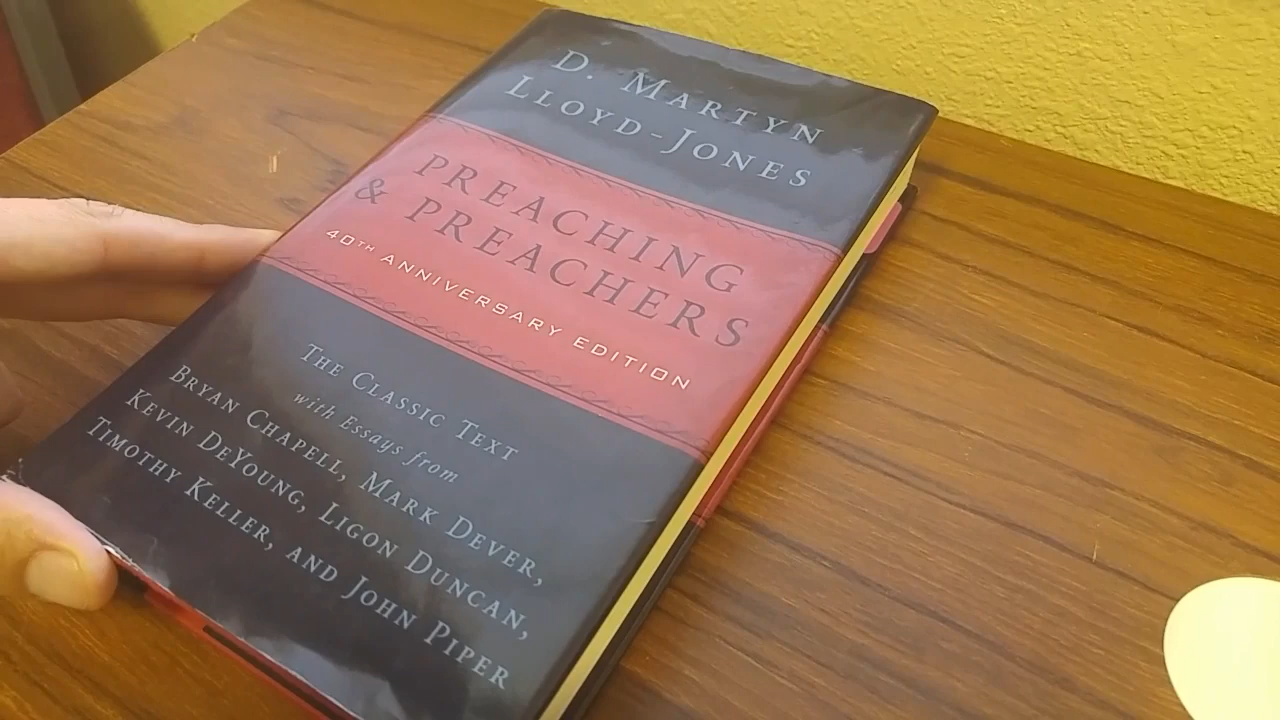 D. MARTYN
LLOYD-JONES
PREACHING
& PREACHERS
40TH ANNIVERSARY EDITION
THE CLASSIC TEXT
with Essays from
BRYAN CHAPELL, MARK DEVER,
KEVIN DEYOUNG, LIGON DUNCAN,
TIMOTHY KELLER, AND JOHN PIPER